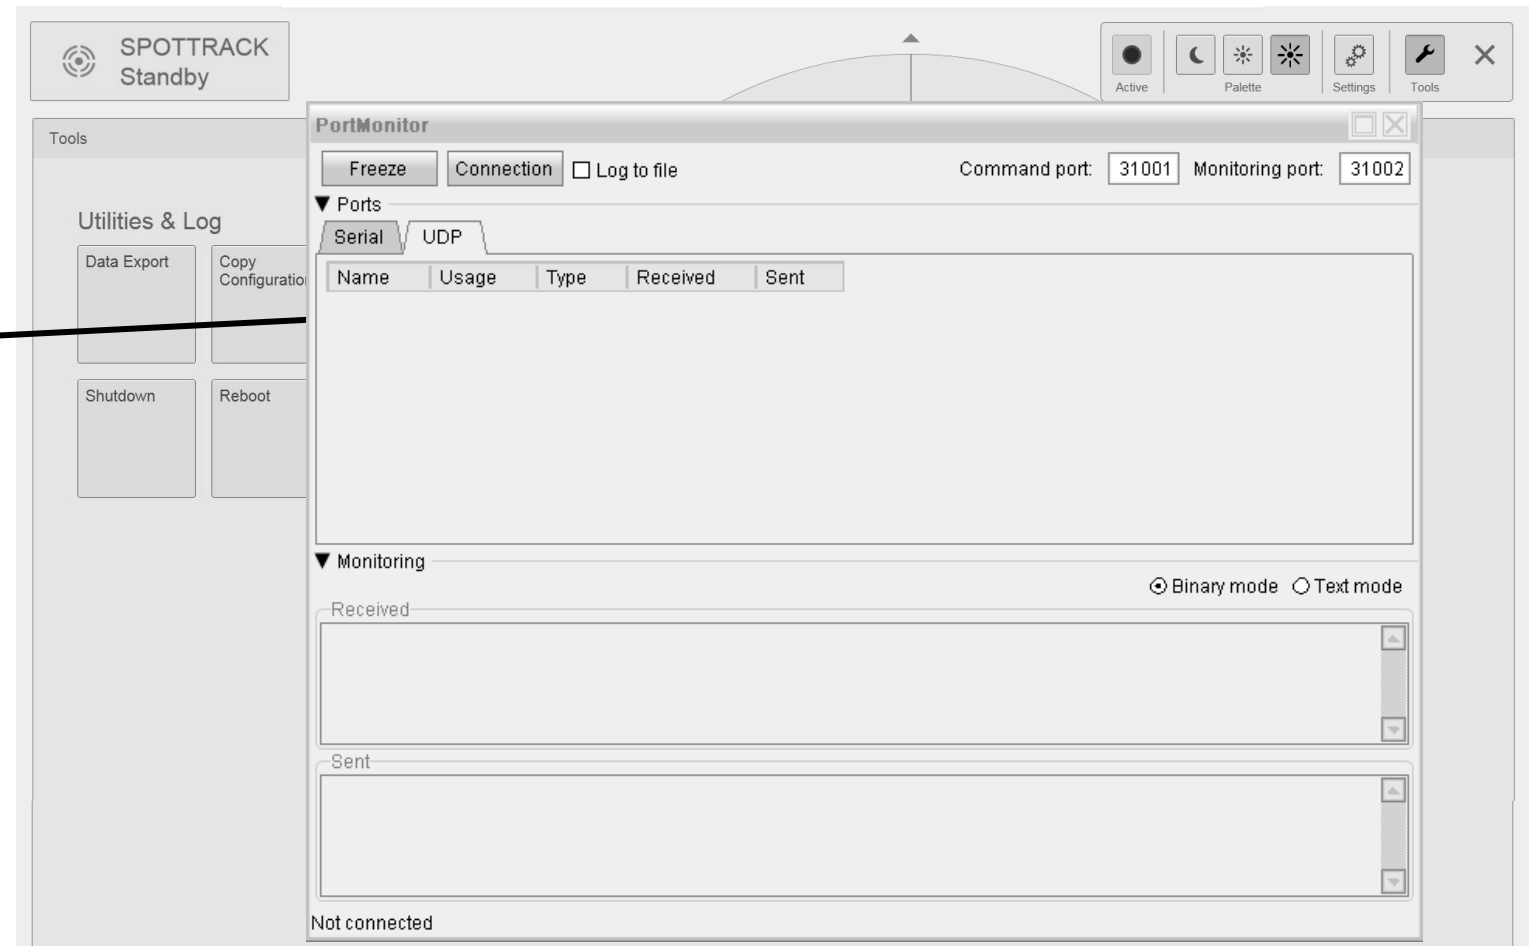 SPOTTRACK
Standby
Active
Palette
Settings
Tools
Tools
PortMonitor
Freeze Connection Log to file Command port: 31001 Monitoring port: 31002
Ports
Serial UDP
Name Usage Type Received Sent
Utilities & Log
Data Export
Copy
Configuratio
Shutdown
Reboot
Monitoring
Binary mode Text mode
Received
Sent
Not connected